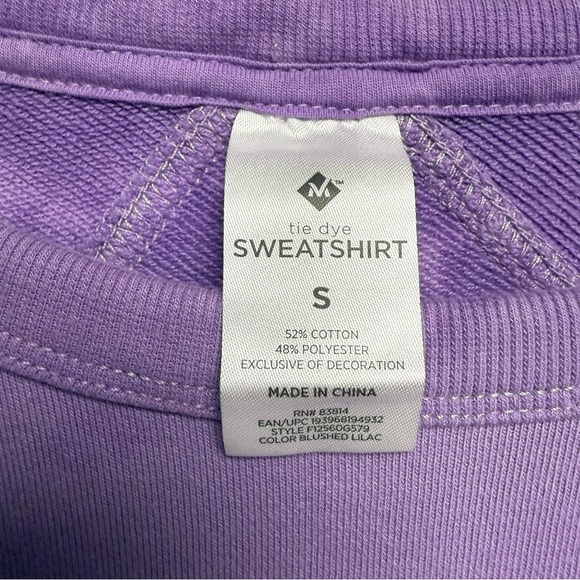 M™
tie dye
SWEATSHIRT
S
52% COTTON
48% POLYESTER
EXCLUSIVE OF DECORATION
MADE IN CHINA
RN# 83814
EAN/UPC 193968194932
STYLE F12560G579
COLOR BLUSHED LILAC